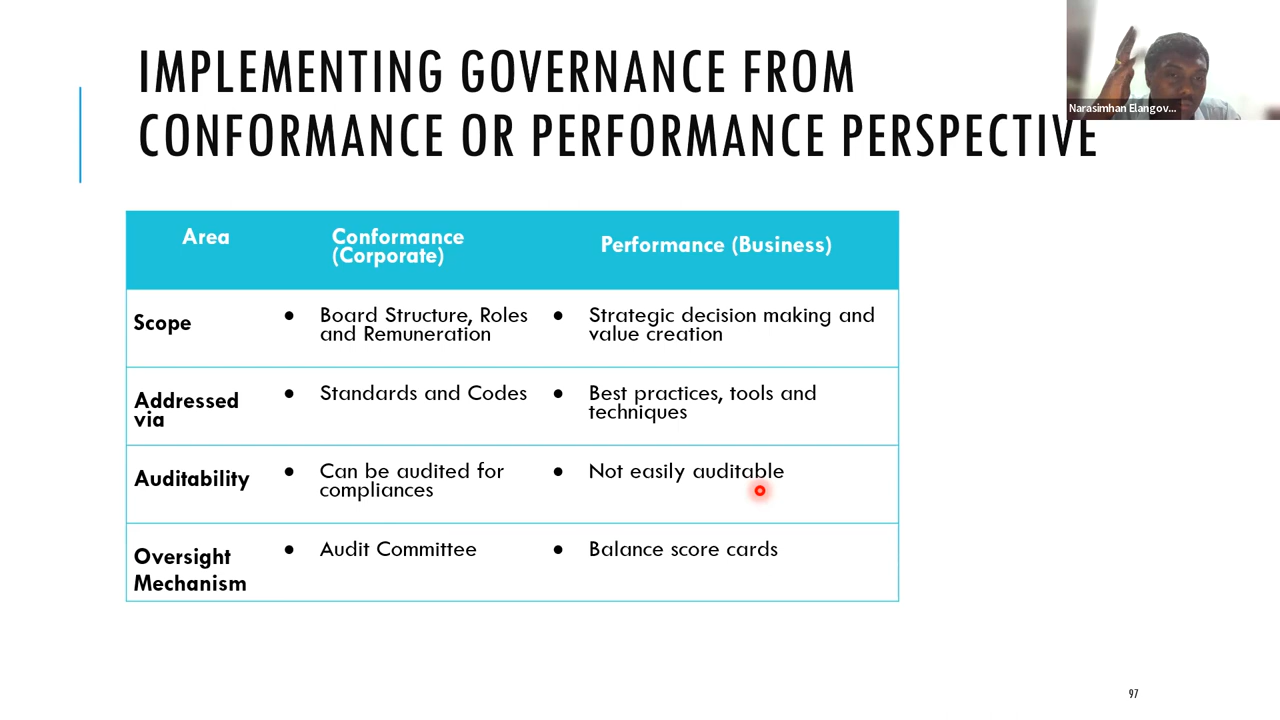 IMPLEMENTING GOVERNANCE FROM
CONFORMANCE OR PERFORMANCE PERSPECTIVE
Narasimhan Elangov...
Area
Conformance
(Corporate)
Performance (Business)
Scope
● Board Structure, Roles
and Remuneration
● Strategic decision making and
value creation
Addressed
via
● Standards and Codes
● Best practices, tools and
techniques
Auditability
● Can be audited for
compliances
● Not easily auditable
Oversight
Mechanism
● Audit Committee
● Balance score cards
97